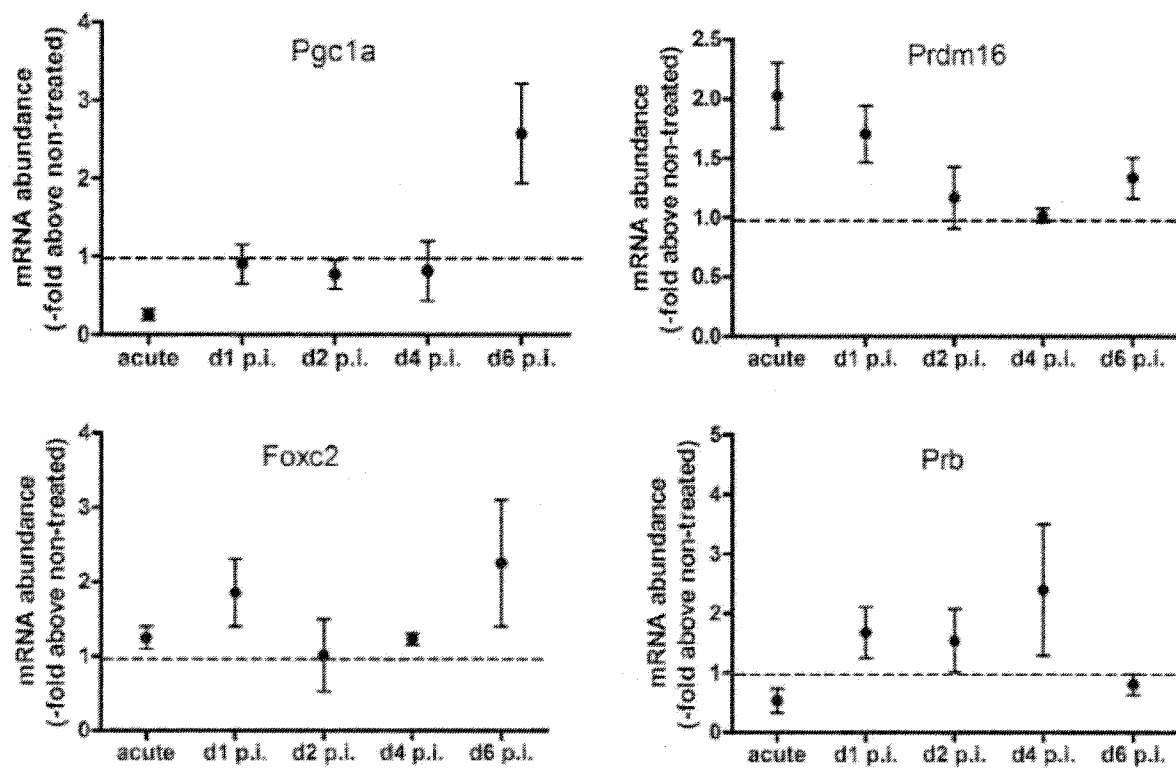 Pgc1a
mRNA abundance
(-fold above non-treated)
4
3
2
1
0
acute d1 p.i. d2 p.i. d4 p.i. d6 p.i.
Prdm16
mRNA abundance
(-fold above non-treated)
2.5
2.0
1.5
1.0
0.5
0.0
acute d1 p.i. d2 p.i. d4 p.i. d6 p.i.
Foxc2
mRNA abundance
(-fold above non-treated)
4
3
2
1
0
acute d1 p.i. d2 p.i. d4 p.i. d6 p.i.
Prb
mRNA abundance
(-fold above non-treated)
5
4
3
2
1
0
acute d1 p.i. d2 p.i. d4 p.i. d6 p.i.